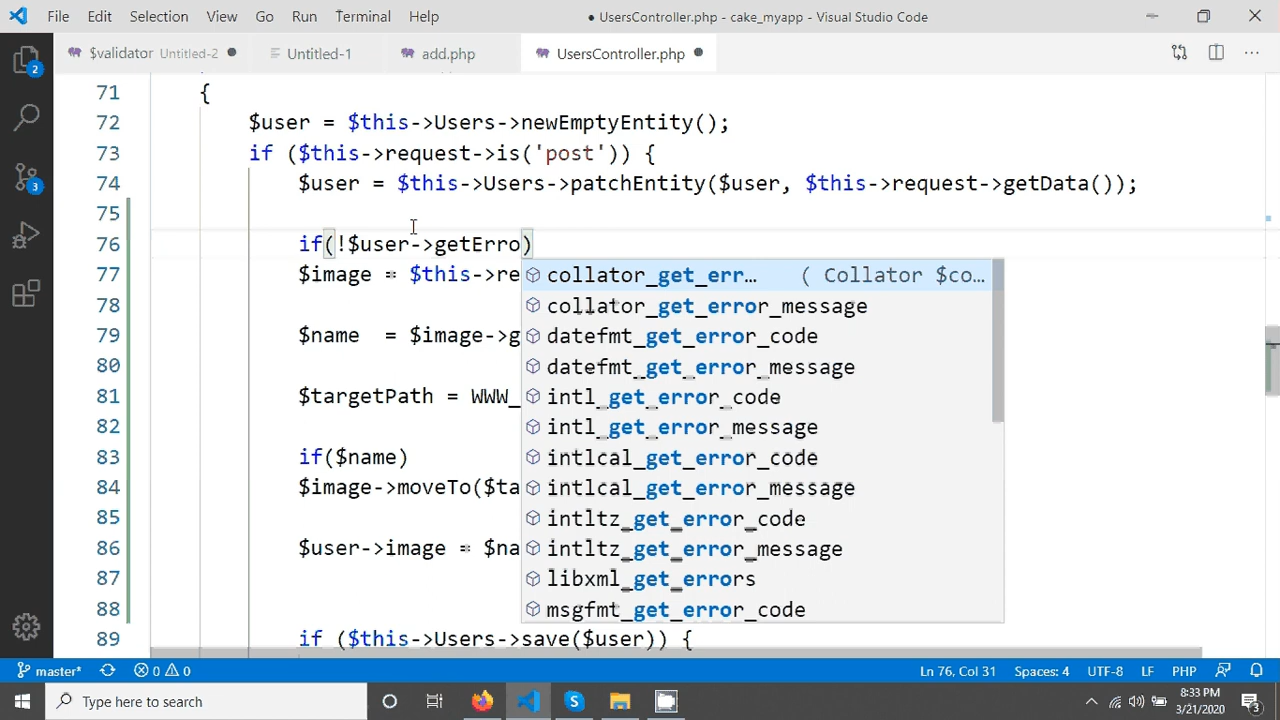 File Edit Selection View Go Run Terminal Help ● UsersController.php - cake_myapp - Visual Studio Code
$validator Untitled-2 Untitled-1 add.php UsersController.php
71 {
72 $user = $this->Users->newEmptyEntity();
73 if ($this->request->is('post')) {
74 $user = $this->Users->patchEntity($user, $this->request->getData());
75
76 if(!$user->getErro)
77 $image = $this->re
collator_get_err… ( Collator $co…
78
collator_get_error_message
79 $name = $image->g
datefmt_get_error_code
80
datefmt_get_error_message
81 $targetPath = WWW_
intl_get_error_code
82
intl_get_error_message
83 if($name)
intlcal_get_error_code
84 $image->moveTo($ta
intlcal_get_error_message
85
intltz_get_error_code
86 $user->image = $na
intltz_get_error_message
87
libxml_get_errors
88
msgfmt_get_error_code
89 if ($this->Users->save($user)) {
2
3
master* 0 0 Ln 76, Col 31 Spaces: 4 UTF-8 LF PHP
Type here to search
8:33 PM
3/21/2020
3